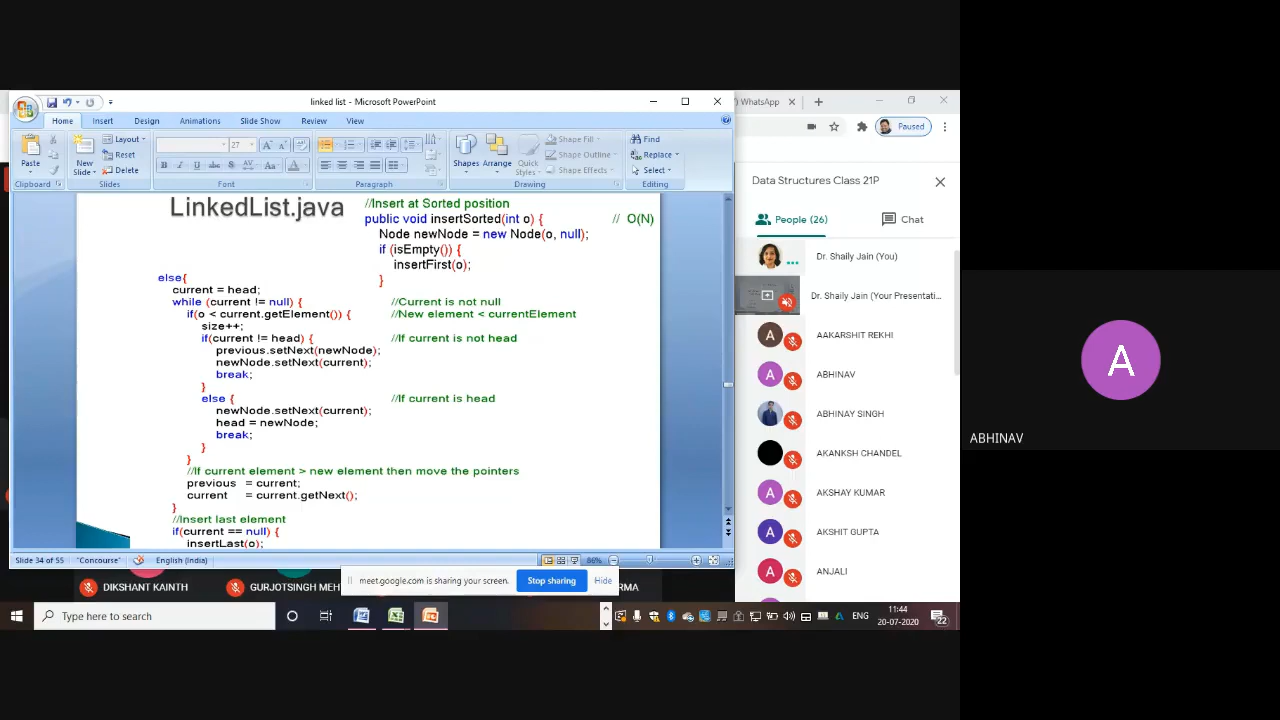 linked list - Microsoft PowerPoint
WhatsApp
Home Insert Design Animations Slide Show Review View
Paused
Paste
New Slide
Layout
Reset
Delete
27
Shapes
Arrange
Quick Styles
Shape Fill
Shape Outline
Shape Effects
Find
Replace
Select
Clipboard Slides Font Paragraph Drawing Editing
LinkedList.java
//Insert at Sorted position
public void insertSorted(int o) { // O(N)
Node newNode = new Node(o, null);
if (isEmpty()) {
insertFirst(o);
}
else{
current = head;
while (current != null) { //Current is not null
if(o < current.getElement()) { //New element < currentElement
size++;
if(current != head) { //If current is not head
previous.setNext(newNode);
newNode.setNext(current);
break;
}
else { //If current is head
newNode.setNext(current);
head = newNode;
break;
}
}
//If current element > new element then move the pointers
previous = current;
current = current.getNext();
}
//Insert last element
if(current == null) {
insertLast(o);
Slide 34 of 55 "Concourse" English (India) 86%
Data Structures Class 21P
People (26) Chat
Dr. Shaily Jain (You)
Dr. Shaily Jain (Your Presentati...
A AAKARSHIT REKHI
A ABHINAV
ABHINAY SINGH
AKANKSH CHANDEL
A AKSHAY KUMAR
A AKSHIT GUPTA
A ANJALI
DIKSHANT KAINTH
GURJOTSINGH MEH
RMA
meet.google.com is sharing your screen. Stop sharing Hide
Type here to search
ENG
11:44
20-07-2020
22
A
ABHINAV